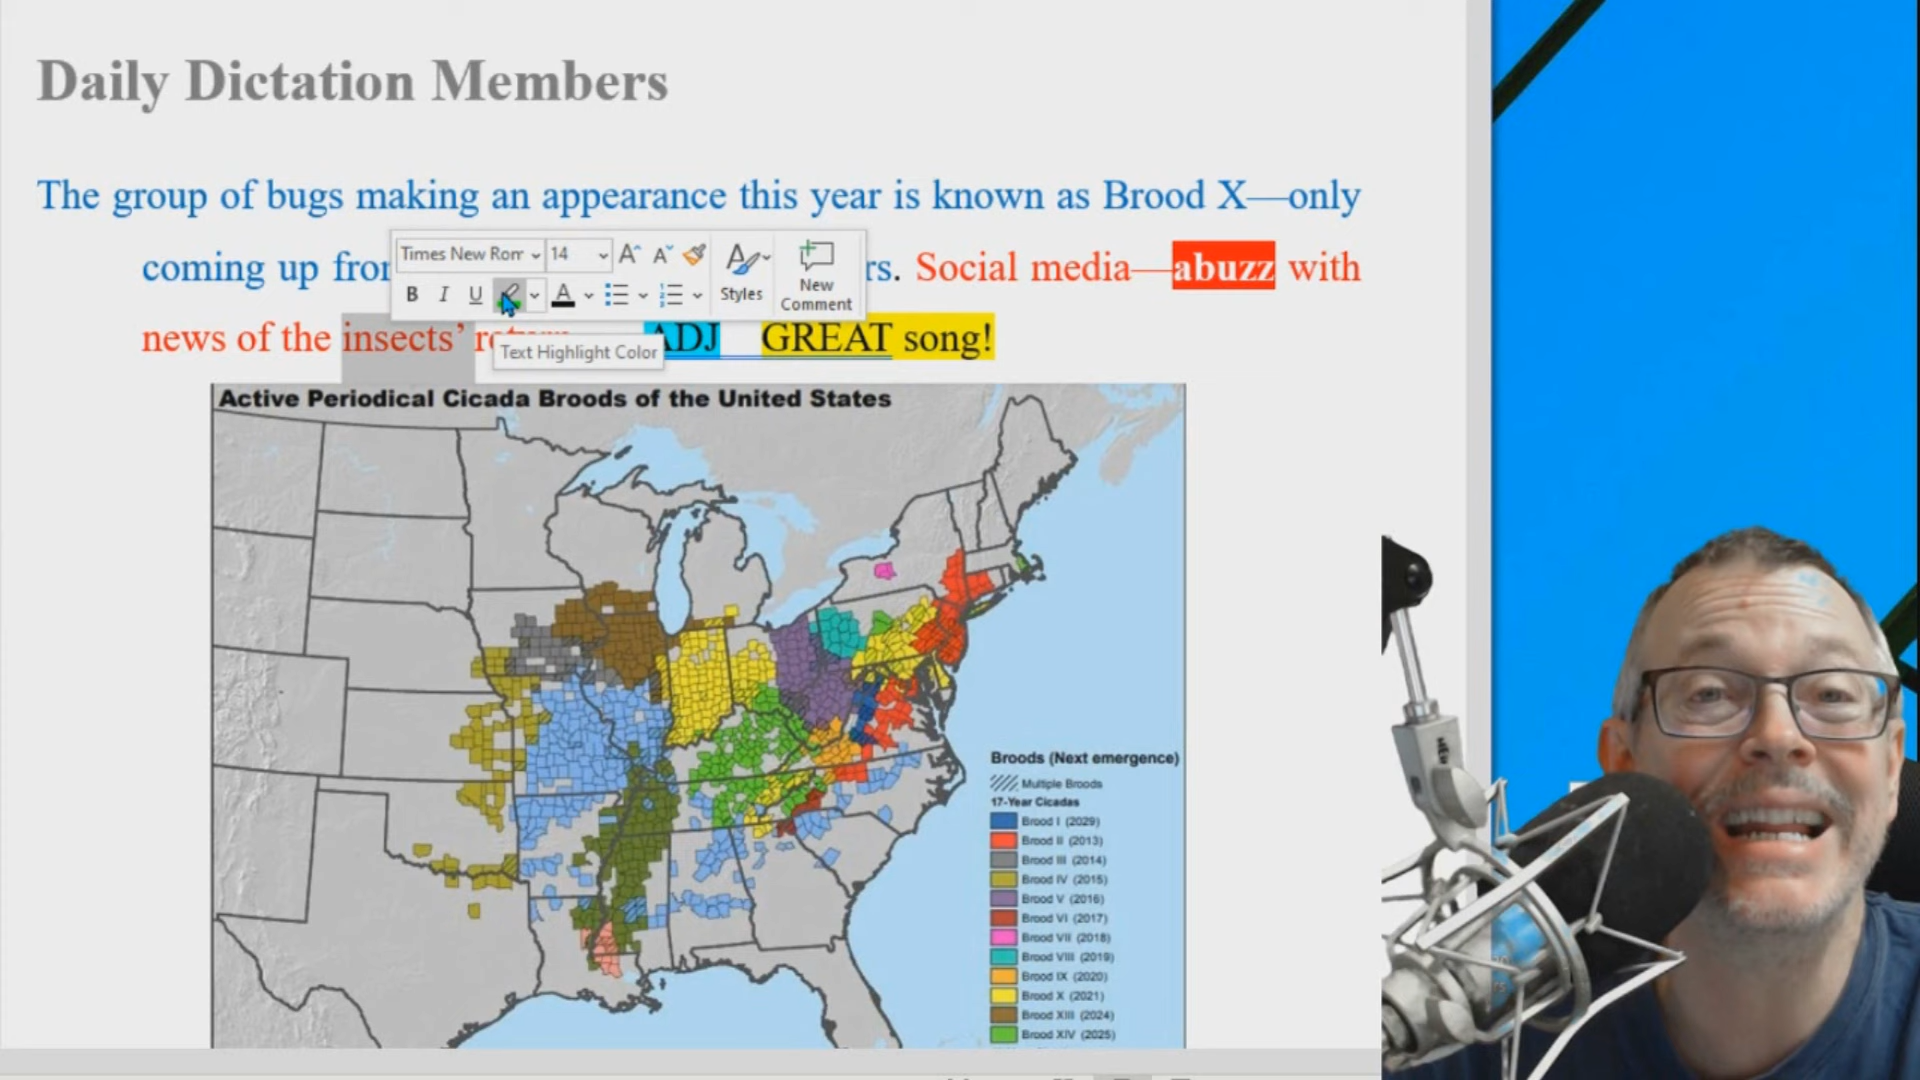 Daily Dictation Members
The group of bugs making an appearance this year is known as Brood X—only
coming up fror rs. Social media—abuzz with
news of the insects' ADJ GREAT song!
Times New Rom 14
B I U A Styles New Comment
Text Highlight Color
Active Periodical Cicada Broods of the United States
Broods (Next emergence)
Multiple Broods
17-Year Cicadas
Brood I (2029)
Brood II (2013)
Brood III (2014)
Brood IV (2015)
Brood V (2016)
Brood VI (2017)
Brood VII (2018)
Brood VIII (2019)
Brood IX (2020)
Brood X (2021)
Brood XIII (2024)
Brood XIV (2025)